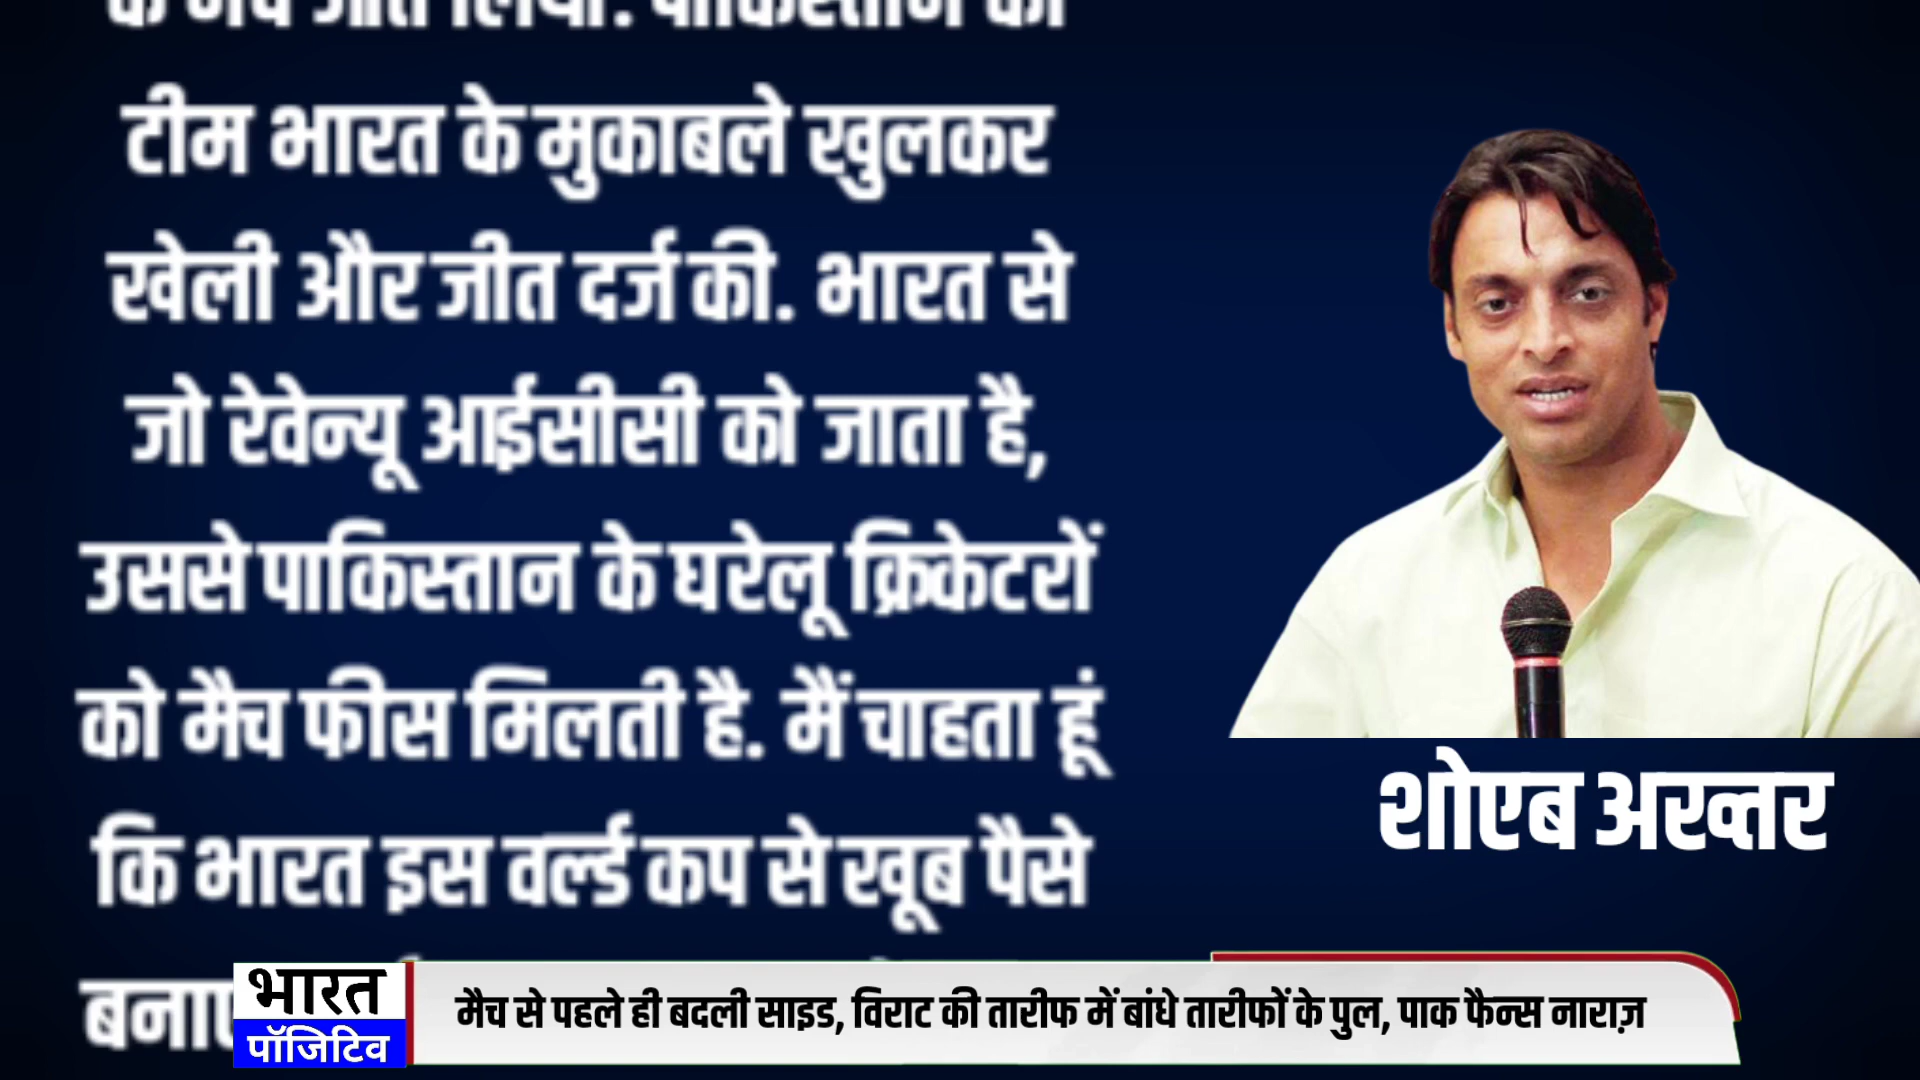 टीम भारत के मुकाबले खुलकर
खेली और जीत दर्ज की. भारत से
जो रेवेन्यू आईसीसी को जाता है,
उससे पाकिस्तान के घरेलू क्रिकेटरों
को मैच फीस मिलती है. मैं चाहता हूं
कि भारत इस वर्ल्ड कप से खूब पैसे
शोएब अख्तर
भारत
पॉजिटिव
मैच से पहले ही बदली साइड, विराट की तारीफ में बांधे तारीफों के पुल, पाक फैन्स नाराज़